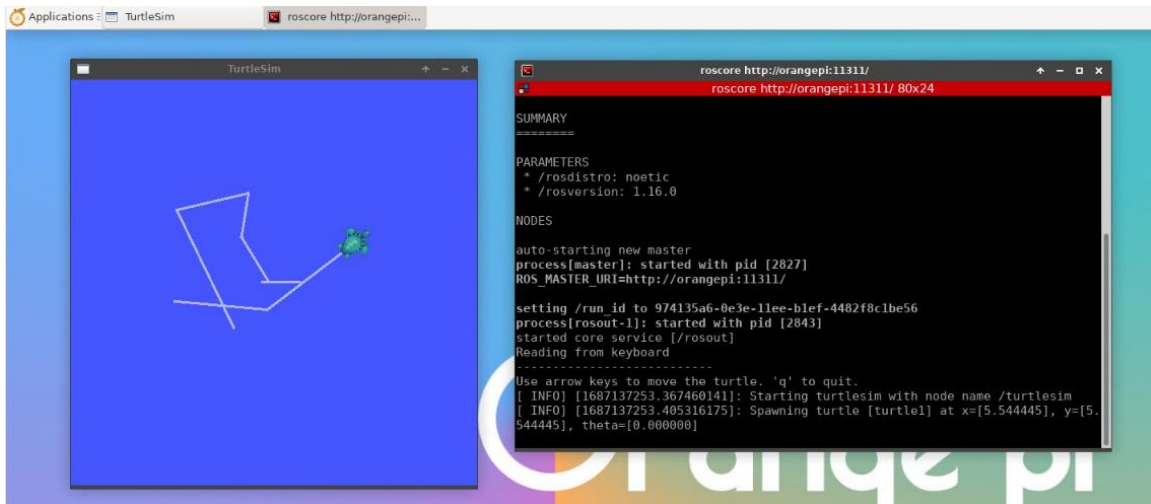 Applications
TurtleSim
roscore http://orangepi:...
TurtleSim
roscore http://orangepi:11311/
roscore http://orangepi:11311/ 80x24
SUMMARY
========
PARAMETERS
* /rosdistro: noetic
* /rosversion: 1.16.0
NODES
auto-starting new master
process[master]: started with pid [2827]
ROS_MASTER_URI=http://orangepi:11311/
setting /run_id to 974135a6-0e3e-11ee-b1ef-4482f8c1be56
process[rosout-1]: started with pid [2843]
started core service [/rosout]
Reading from keyboard
---------------------------
Use arrow keys to move the turtle. 'q' to quit.
[ INFO] [1687137253.367460141]: Starting turtlesim with node name /turtlesim
[ INFO] [1687137253.405316175]: Spawning turtle [turtle1] at x=[5.544445], y=[5.
544445], theta=[0.000000]
Orange pi